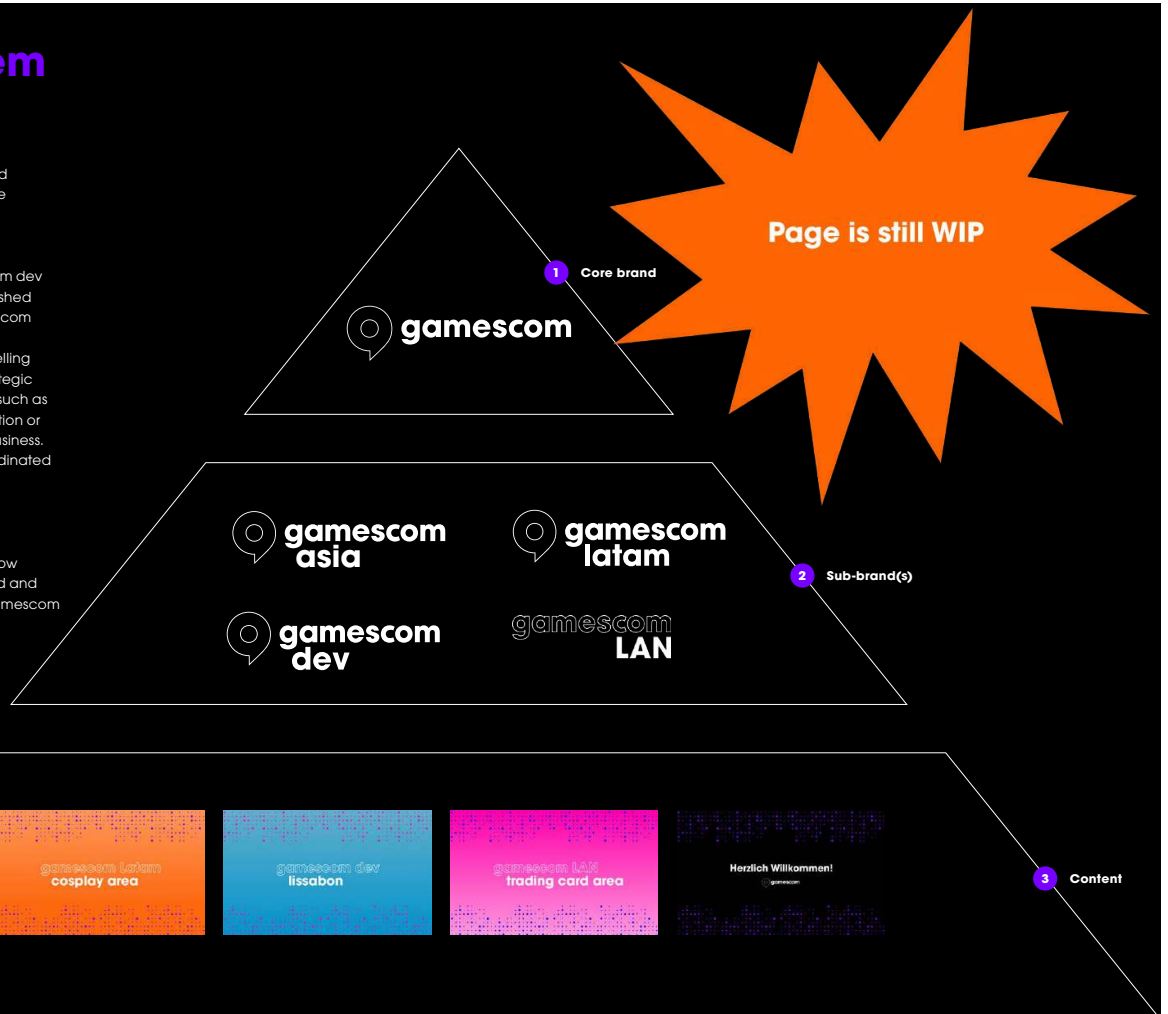 em
d
e
m dev
shed
com
elling
tegic
such as
tion or
usiness.
dinated
ow
d and
mescom
Page is still WIP
1 Core brand
gamescom
gamescom
asia
gamescom
latam
2 Sub-brand(s)
gamescom
dev
gamescom
LAN
gamescom Latam
cosplay area
gamescom dev
lissabon
gamescom LAN
trading card area
Herzlich Willkommen!
gamescom
3 Content